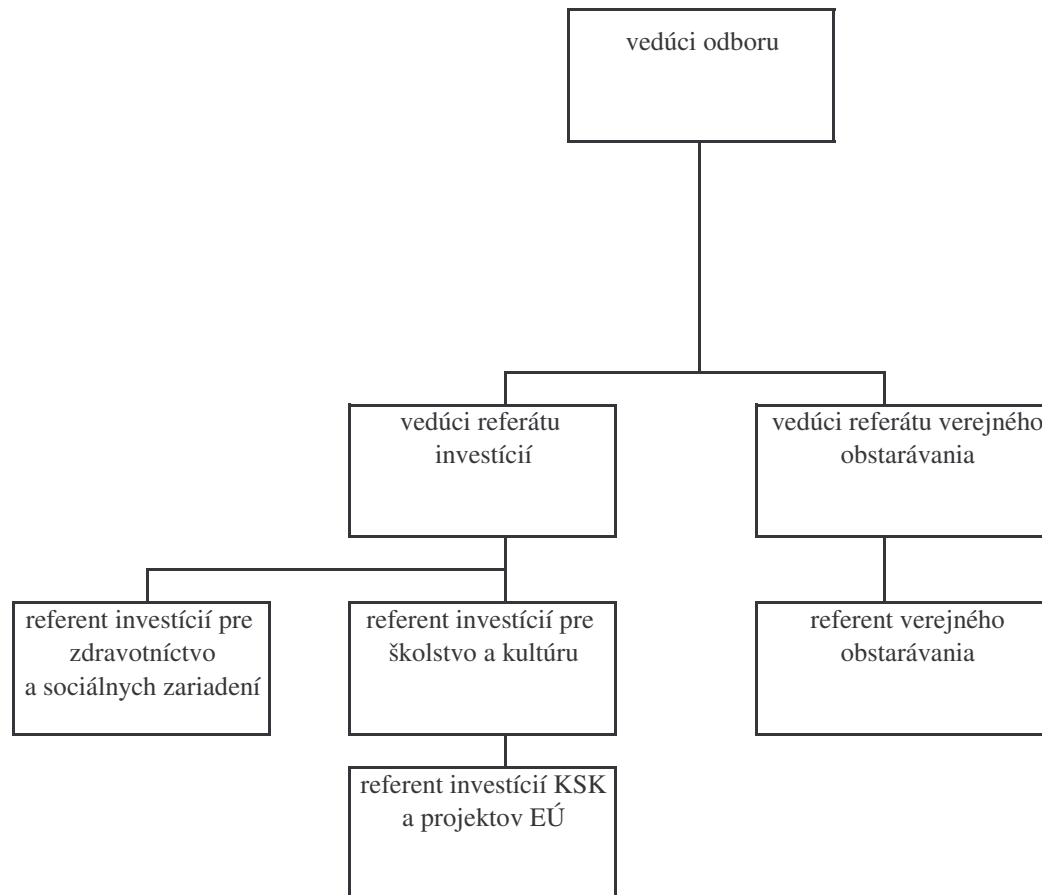 vedúci odboru
vedúci referátu
investícií
vedúci referátu verejného
obstarávania
referent investícií pre
zdravotníctvo
a sociálnych zariadení
referent investícií pre
školstvo a kultúru
referent verejného
obstarávania
referent investícií KSK
a projektov EÚ